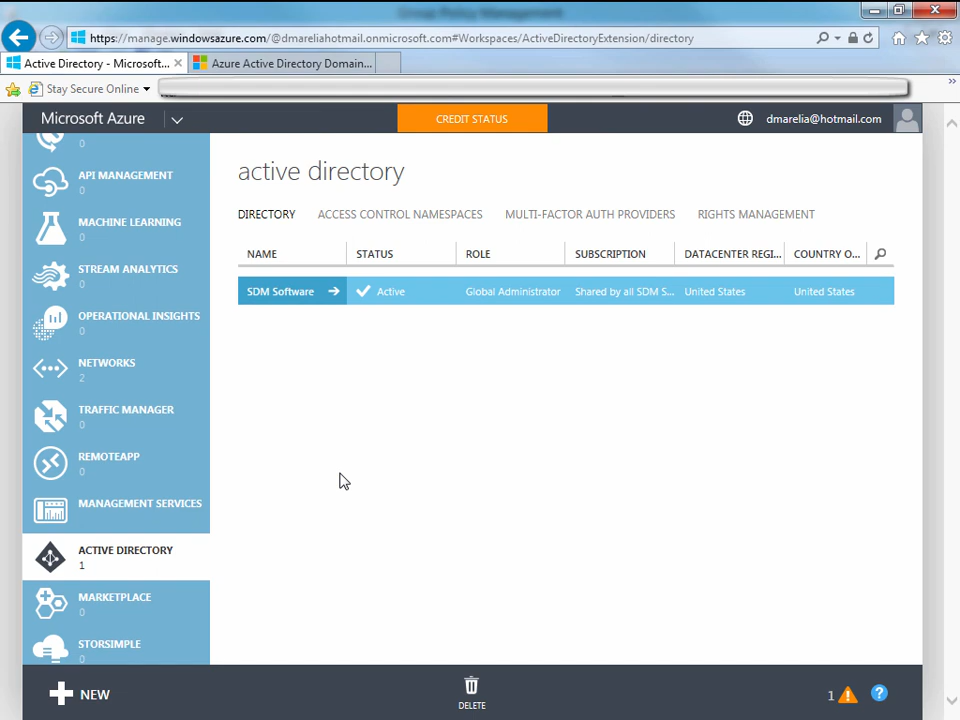 Group Policy Management
https://manage.windowsazure.com/@dmareliahotmail.onmicrosoft.com#Workspaces/ActiveDirectoryExtension/directory
Active Directory - Microsoft...
Azure Active Directory Domain...
Stay Secure Online
Microsoft Azure
CREDIT STATUS
dmarelia@hotmail.com
0
API MANAGEMENT
0
MACHINE LEARNING
0
STREAM ANALYTICS
0
OPERATIONAL INSIGHTS
0
NETWORKS
2
TRAFFIC MANAGER
0
REMOTEAPP
0
MANAGEMENT SERVICES
ACTIVE DIRECTORY
1
MARKETPLACE
0
STORSIMPLE
0
active directory
DIRECTORY ACCESS CONTROL NAMESPACES MULTI-FACTOR AUTH PROVIDERS RIGHTS MANAGEMENT
NAME STATUS ROLE SUBSCRIPTION DATACENTER REGI... COUNTRY O...
SDM Software Active Global Administrator Shared by all SDM S... United States United States
NEW
DELETE
1
?